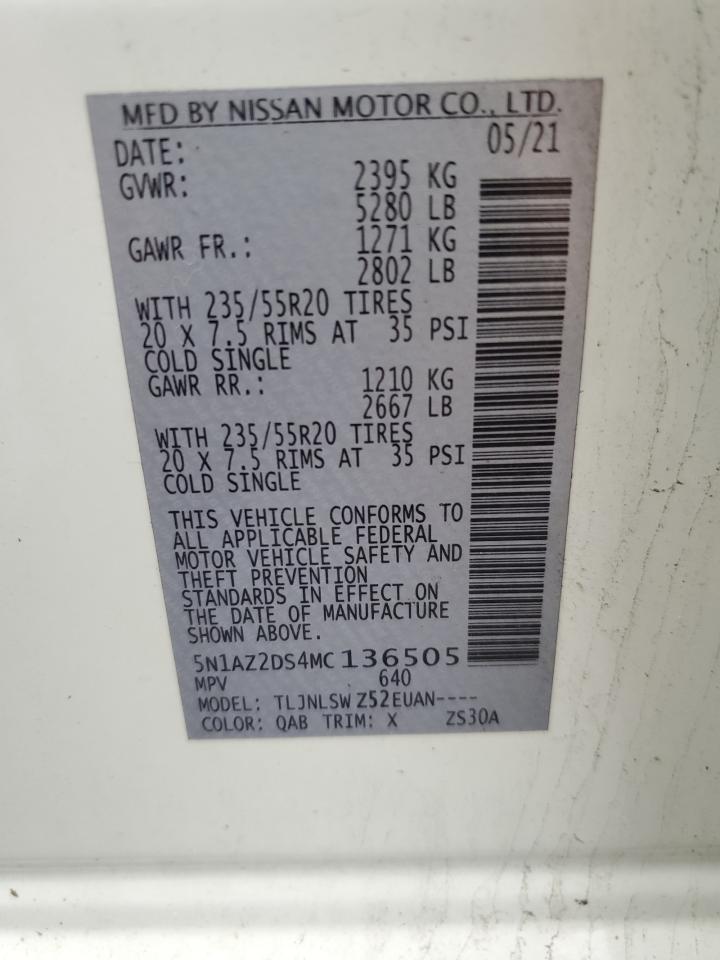 MFD BY NISSAN MOTOR CO., LTD.
DATE: 05/21
GVWR: 2395 KG
5280 LB
GAWR FR.: 1271 KG
2802 LB
WITH 235/55R20 TIRES
20 X 7.5 RIMS AT 35 PSI
COLD SINGLE
GAWR RR.: 1210 KG
2667 LB
WITH 235/55R20 TIRES
20 X 7.5 RIMS AT 35 PSI
COLD SINGLE
THIS VEHICLE CONFORMS TO
ALL APPLICABLE FEDERAL
MOTOR VEHICLE SAFETY AND
THEFT PREVENTION
STANDARDS IN EFFECT ON
THE DATE OF MANUFACTURE
SHOWN ABOVE.
5N1AZ2DS4MC136505
MPV 640
MODEL: TLJNLSW Z52EUAN----
COLOR: QAB TRIM: X ZS30A